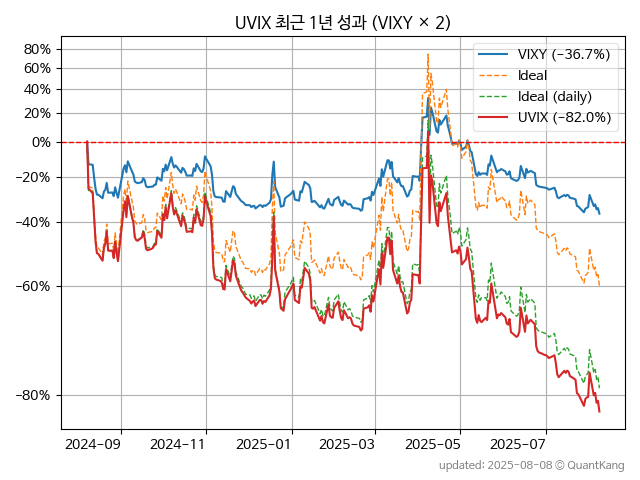 UVIX 최근 1년 성과 (VIXY × 2)
80%
60%
40%
20%
0%
−20%
−40%
−60%
−80%
VIXY (−36.7%)
Ideal
Ideal (daily)
UVIX (−82.0%)
2024-09
2024-11
2025-01
2025-03
2025-05
2025-07
updated: 2025-08-08 © QuantKang